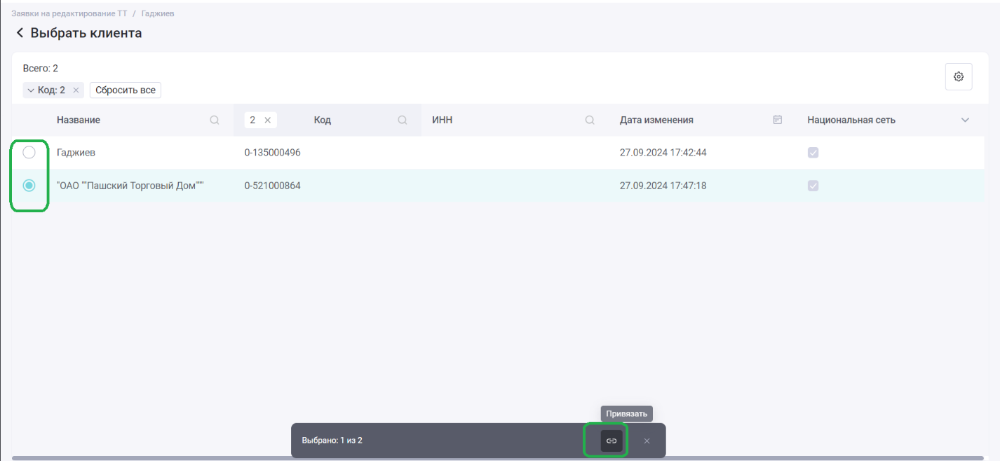 Заявки на редактирование ТТ / Гаджиев
Выбрать клиента
Всего: 2
Код: 2 Сбросить все
Название 2 Код ИНН Дата изменения Национальная сеть
Гаджиев 0-135000496 27.09.2024 17:42:44
"ОАО ""Пашский Торговый Дом""" 0-521000864 27.09.2024 17:47:18
Привязать
Выбрано: 1 из 2